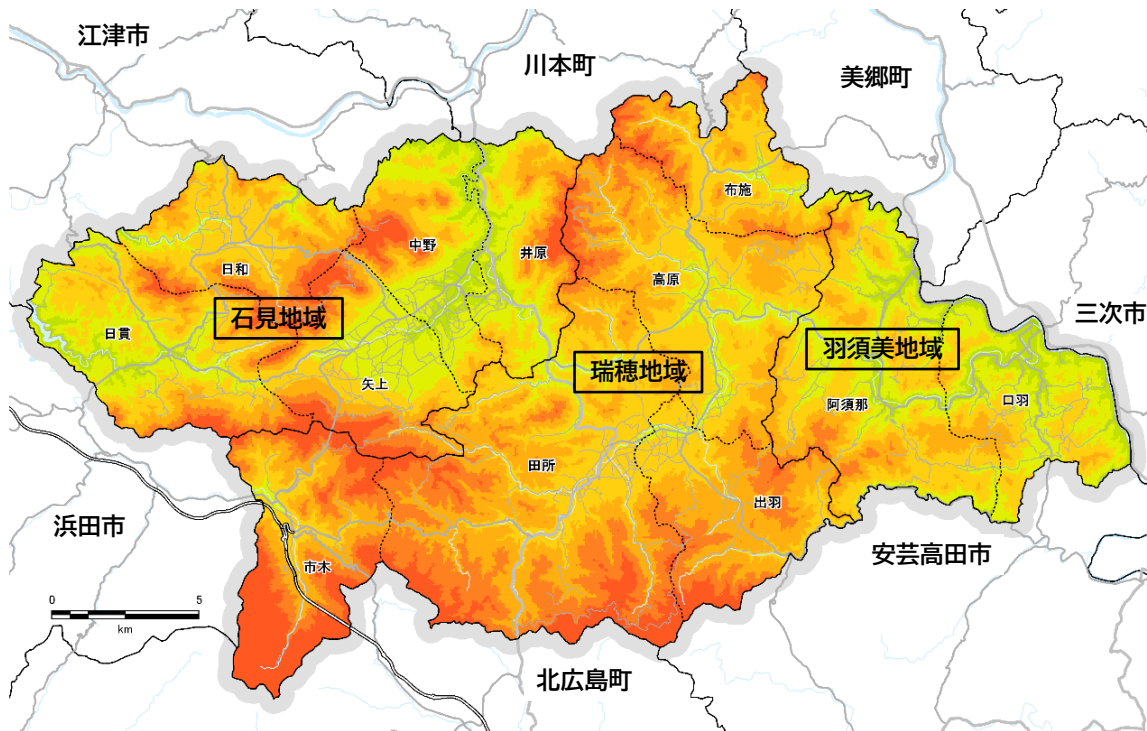 江津市
川本町
美郷町
布施
中野
井原
日和
高原
石見地域
三次市
日貫
羽須美地域
瑞穂地域
矢上
阿須那
口羽
田所
出羽
浜田市
安芸高田市
市木
0 5
km
北広島町